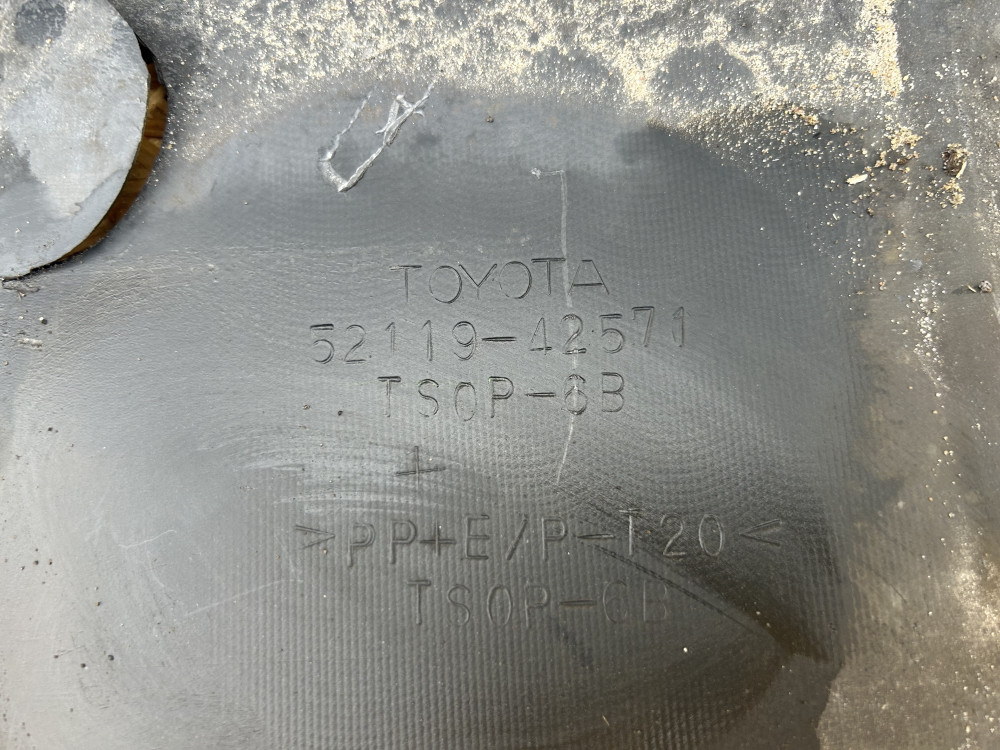 TOYOTA
52119-42571
TSOP-6B
+
>PP+E/P-T20<
TSOP-6B